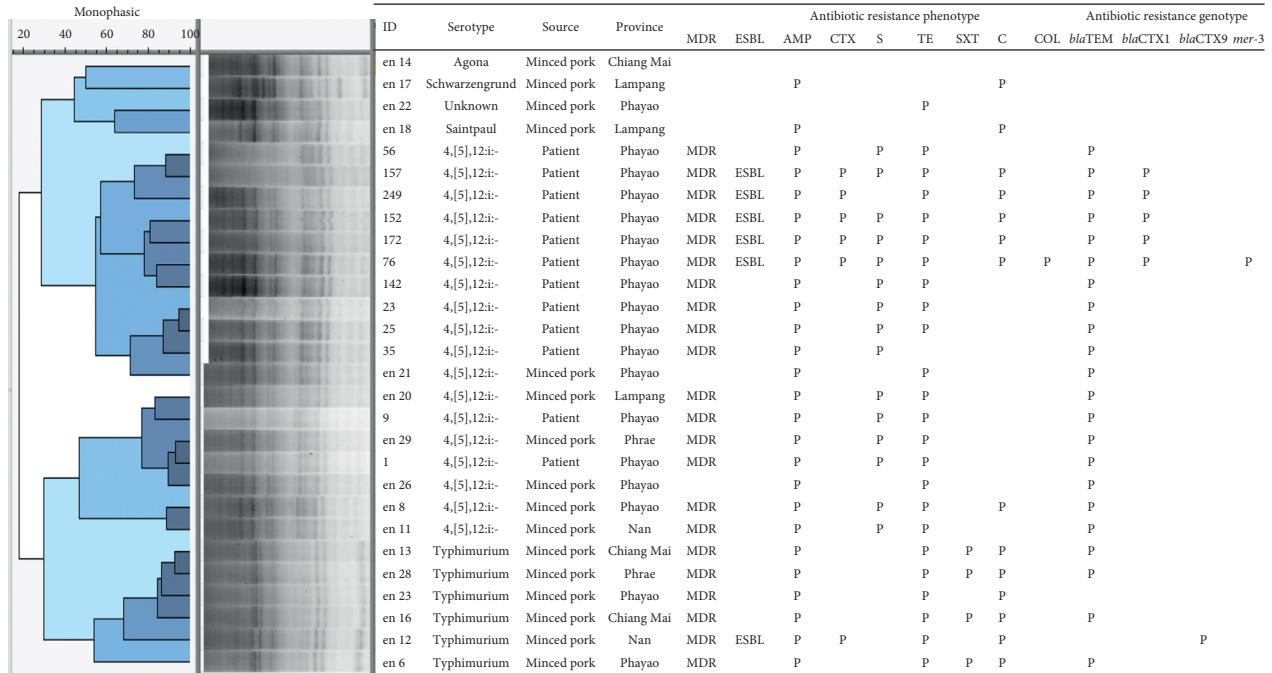 Monophasic
20 40 60 80 100
Antibiotic resistance phenotype Antibiotic resistance genotype
ID Serotype Source Province MDR ESBL AMP CTX S TE SXT C COL blaTEM blaCTX1 blaCTX9 mer-3
en 14 Agona Minced pork Chiang Mai
en 17 Schwarzengrund Minced pork Lampang P P
en 22 Unknown Minced pork Phayao P
en 18 Saintpaul Minced pork Lampang P P
56 4,[5],12:i:- Patient Phayao MDR P P P P
157 4,[5],12:i:- Patient Phayao MDR ESBL P P P P P P P
249 4,[5],12:i:- Patient Phayao MDR ESBL P P P P P P
152 4,[5],12:i:- Patient Phayao MDR ESBL P P P P P P P
172 4,[5],12:i:- Patient Phayao MDR ESBL P P P P P P P
76 4,[5],12:i:- Patient Phayao MDR ESBL P P P P P P P P P
142 4,[5],12:i:- Patient Phayao MDR P P P P
23 4,[5],12:i:- Patient Phayao MDR P P P P
25 4,[5],12:i:- Patient Phayao MDR P P P P
35 4,[5],12:i:- Patient Phayao MDR P P P
en 21 4,[5],12:i:- Minced pork Phayao P P P
en 20 4,[5],12:i:- Minced pork Lampang MDR P P P P
9 4,[5],12:i:- Patient Phayao MDR P P P P
en 29 4,[5],12:i:- Minced pork Phrae MDR P P P P
1 4,[5],12:i:- Patient Phayao MDR P P P P
en 26 4,[5],12:i:- Minced pork Phayao P P P
en 8 4,[5],12:i:- Minced pork Phayao MDR P P P P P
en 11 4,[5],12:i:- Minced pork Nan MDR P P P P
en 13 Typhimurium Minced pork Chiang Mai MDR P P P P P
en 28 Typhimurium Minced pork Phrae MDR P P P P P
en 23 Typhimurium Minced pork Phayao MDR P P P
en 16 Typhimurium Minced pork Chiang Mai MDR P P P P P
en 12 Typhimurium Minced pork Nan MDR ESBL P P P P P
en 6 Typhimurium Minced pork Phayao MDR P P P P P